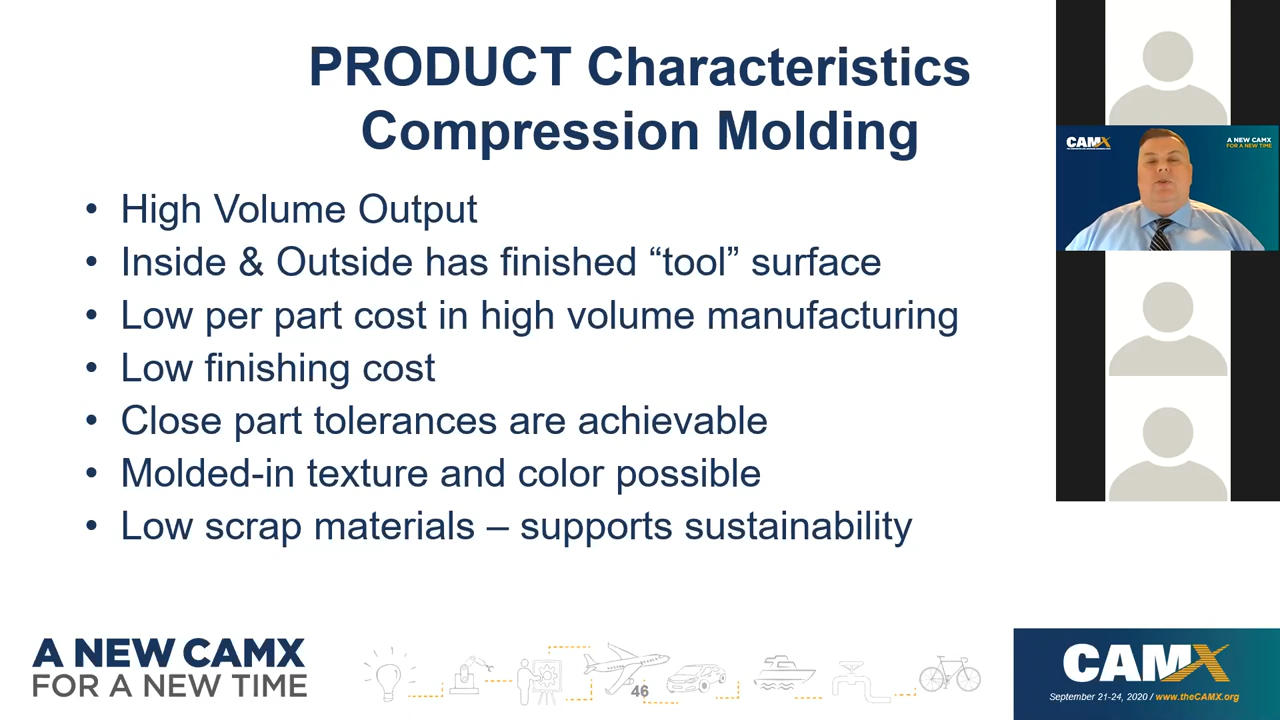 PRODUCT Characteristics
Compression Molding
• High Volume Output
• Inside & Outside has finished “tool” surface
• Low per part cost in high volume manufacturing
• Low finishing cost
• Close part tolerances are achievable
• Molded-in texture and color possible
• Low scrap materials – supports sustainability
CAMX
A NEW CAMX
FOR A NEW TIME
A NEW CAMX
FOR A NEW TIME
46
CAMX
September 21-24, 2020 / www.theCAMX.org